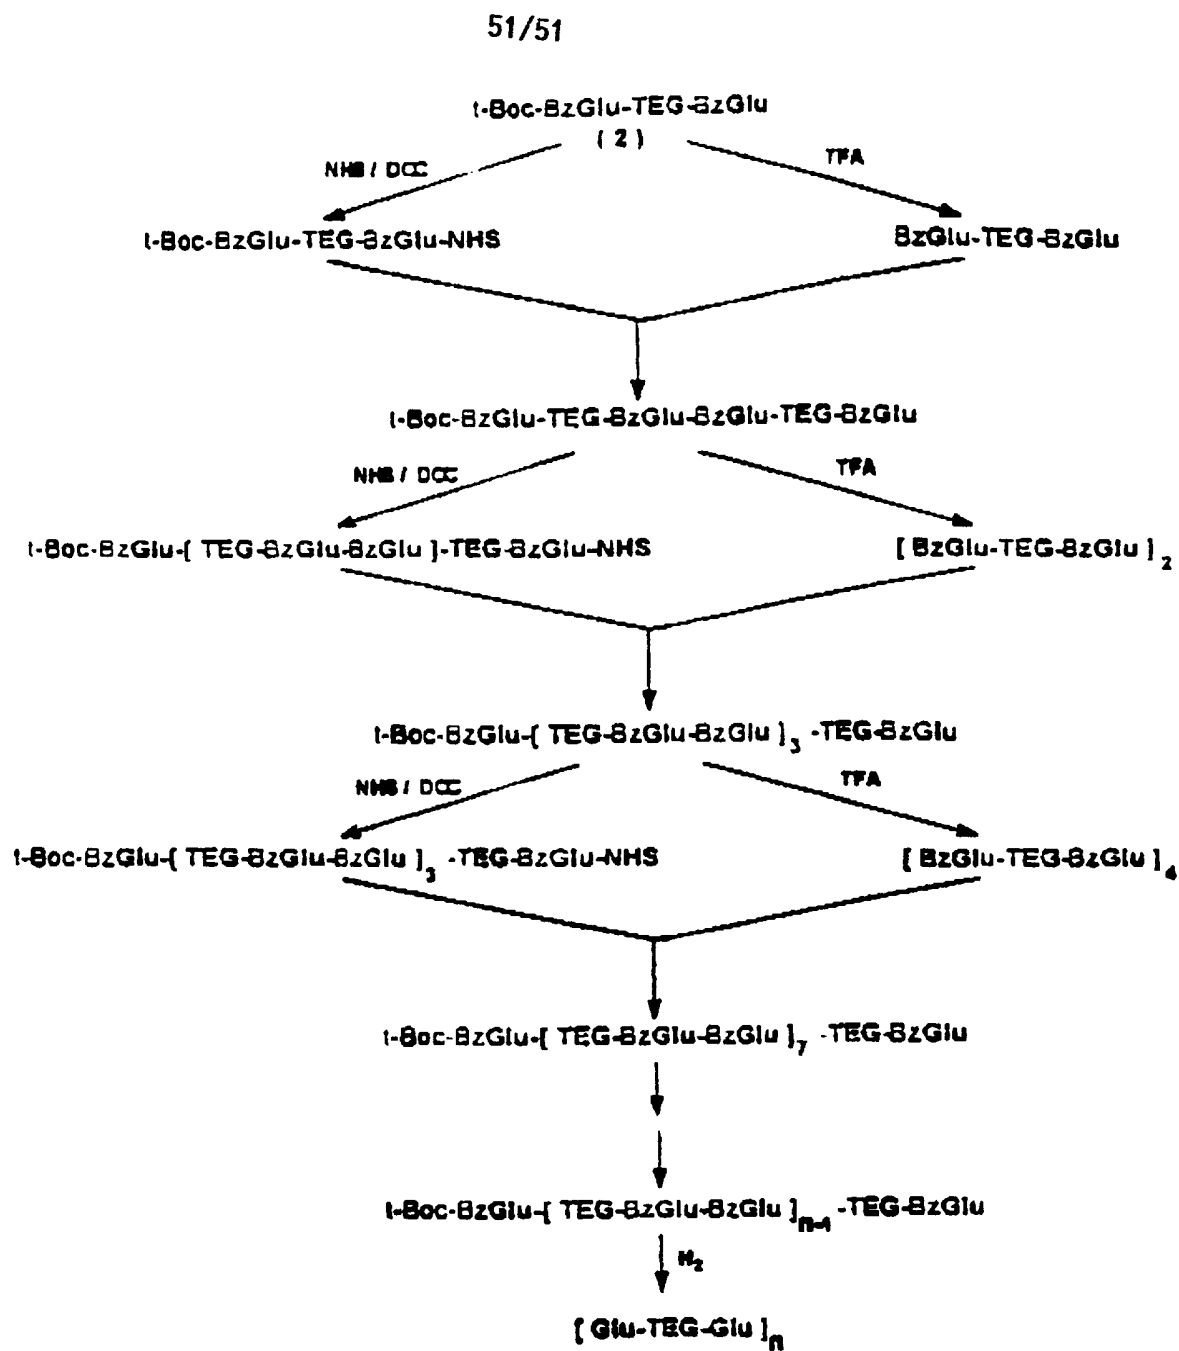 51/51
t-Boc-BzGlu-TEG-BzGlu
(2)
NHS / DCC
TFA
t-Boc-BzGlu-TEG-BzGlu-NHS
BzGlu-TEG-BzGlu
t-Boc-BzGlu-TEG-BzGlu-BzGlu-TEG-BzGlu
NHS / DCC
TFA
t-Boc-BzGlu-[ TEG-BzGlu-BzGlu ]-TEG-BzGlu-NHS
[ BzGlu-TEG-BzGlu ]2
t-Boc-BzGlu-[ TEG-BzGlu-BzGlu ]3 -TEG-BzGlu
NHS / DCC
TFA
t-Boc-BzGlu-[ TEG-BzGlu-BzGlu ]3 -TEG-BzGlu-NHS
[ BzGlu-TEG-BzGlu ]4
t-Boc-BzGlu-[ TEG-BzGlu-BzGlu ]7 -TEG-BzGlu
t-Boc-BzGlu-[ TEG-BzGlu-BzGlu ]n-1 -TEG-BzGlu
H2
[ Glu-TEG-Glu ]n